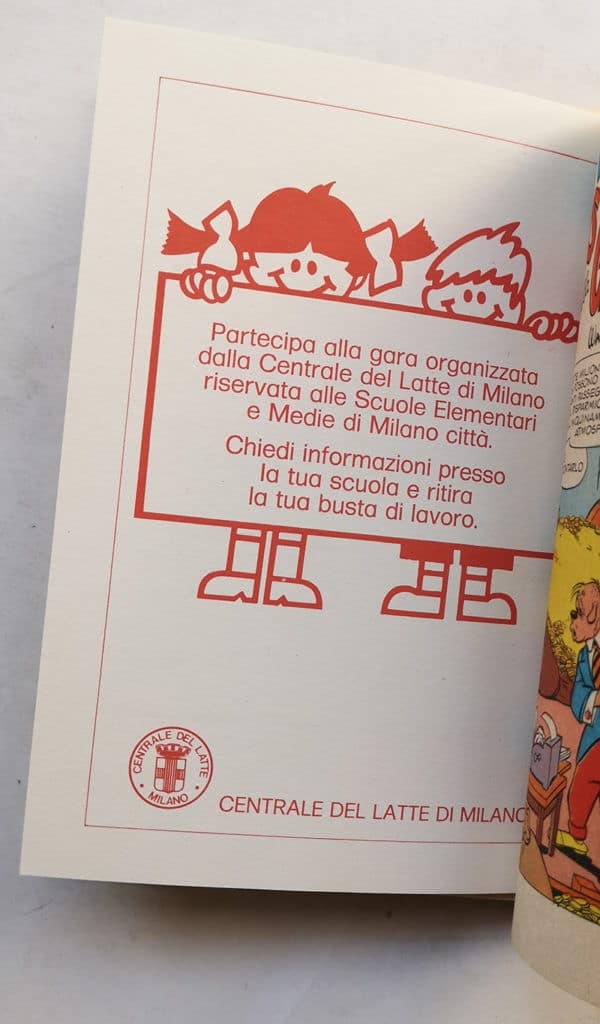 Partecipa alla gara organizzata
dalla Centrale del Latte di Milano
riservata alle Scuole Elementari
e Medie di Milano città.
Chiedi informazioni presso
la tua scuola e ritira
la tua busta di lavoro.
CENTRALE DEL LATTE
MILANO
CENTRALE DEL LATTE DI MILANO